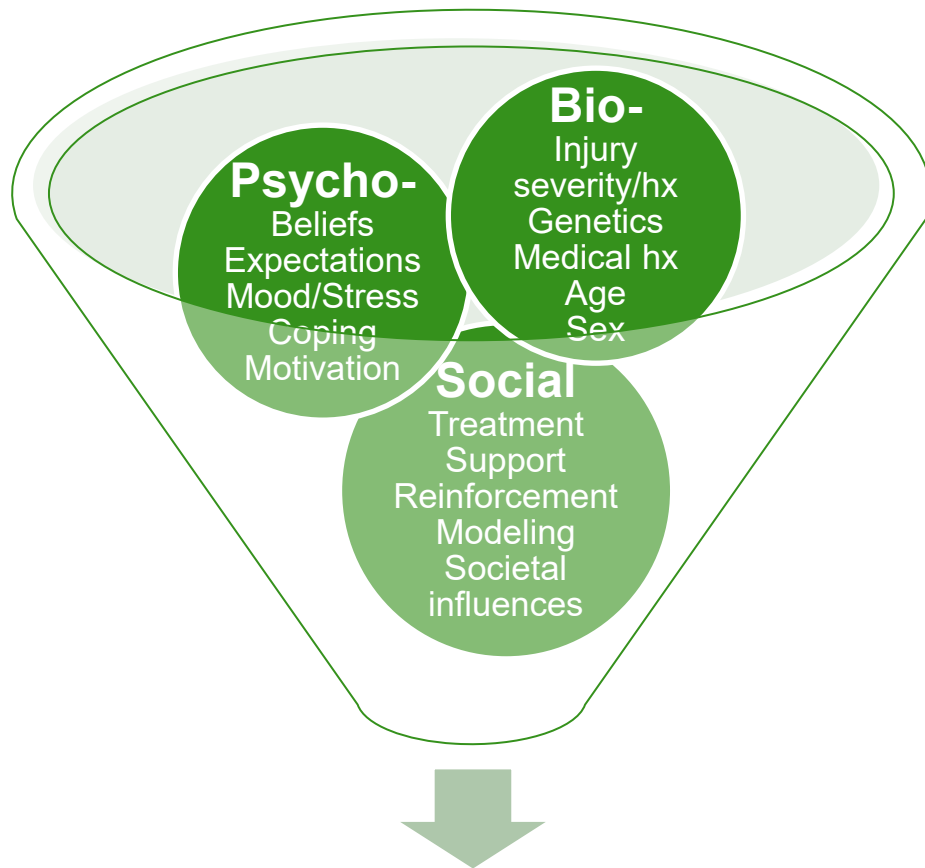 Bio-
Injury
severity/hx
Genetics
Medical hx
Age
Sex
Psycho-
Beliefs
Expectations
Mood/Stress
Coping
Motivation
Social
Treatment
Support
Reinforcement
Modeling
Societal
influences